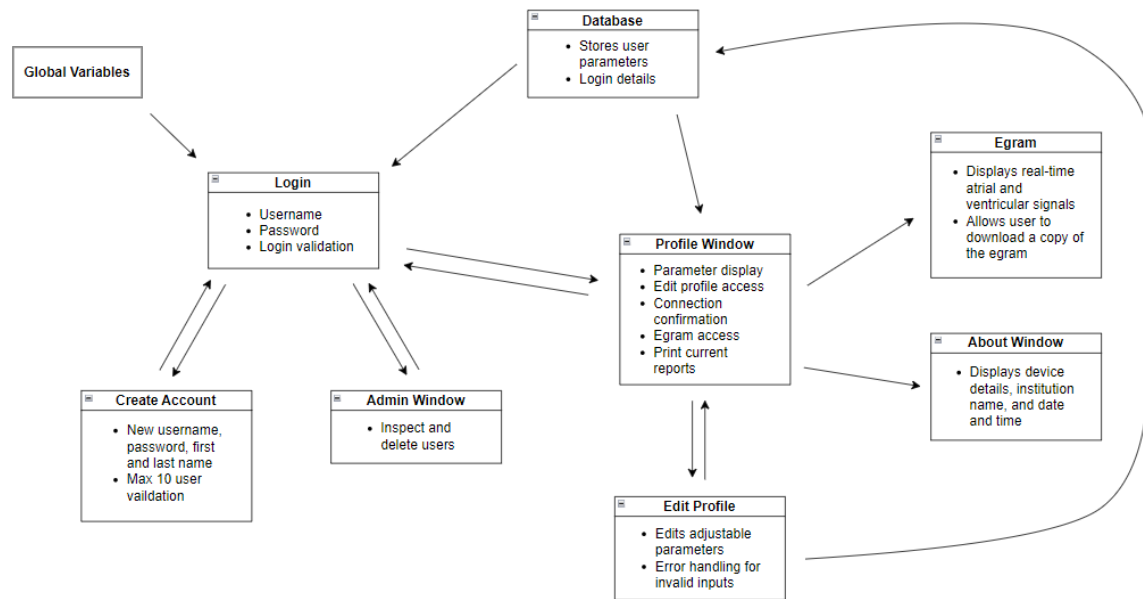 Database
• Stores user
parameters
• Login details
Global Variables
Egram
• Displays real-time
atrial and
ventricular signals
• Allows user to
download a copy of
the egram
Login
• Username
• Password
• Login validation
Profile Window
• Parameter display
• Edit profile access
• Connection
confirmation
• Egram access
• Print current
reports
About Window
• Displays device
details, institution
name, and date
and time
Create Account
• New username,
password, first
and last name
• Max 10 user
vaildation
Admin Window
• Inspect and
delete users
Edit Profile
• Edits adjustable
parameters
• Error handling for
invalid inputs